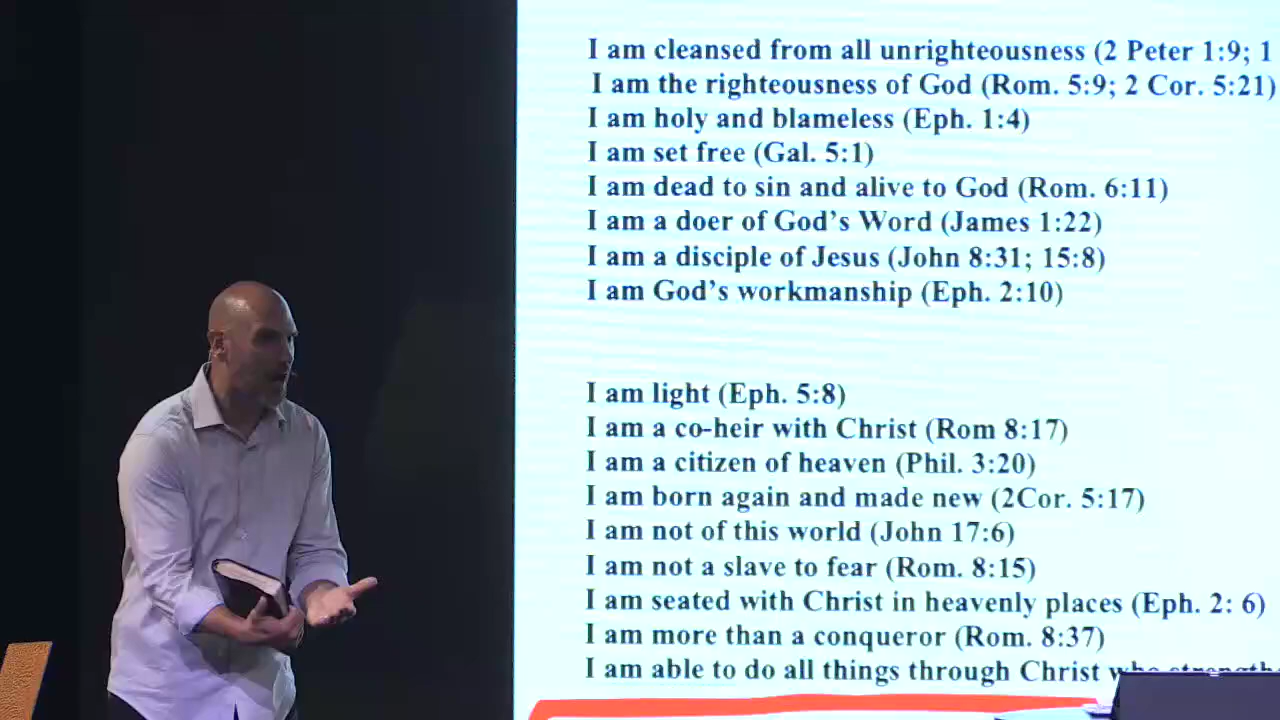 I am cleansed from all unrighteousness (2 Peter 1:9; 1
I am the righteousness of God (Rom. 5:9; 2 Cor. 5:21)
I am holy and blameless (Eph. 1:4)
I am set free (Gal. 5:1)
I am dead to sin and alive to God (Rom. 6:11)
I am a doer of God's Word (James 1:22)
I am a disciple of Jesus (John 8:31; 15:8)
I am God's workmanship (Eph. 2:10)
I am light (Eph. 5:8)
I am a co-heir with Christ (Rom 8:17)
I am a citizen of heaven (Phil. 3:20)
I am born again and made new (2Cor. 5:17)
I am not of this world (John 17:6)
I am not a slave to fear (Rom. 8:15)
I am seated with Christ in heavenly places (Eph. 2: 6)
I am more than a conqueror (Rom. 8:37)
I am able to do all things through Christ who